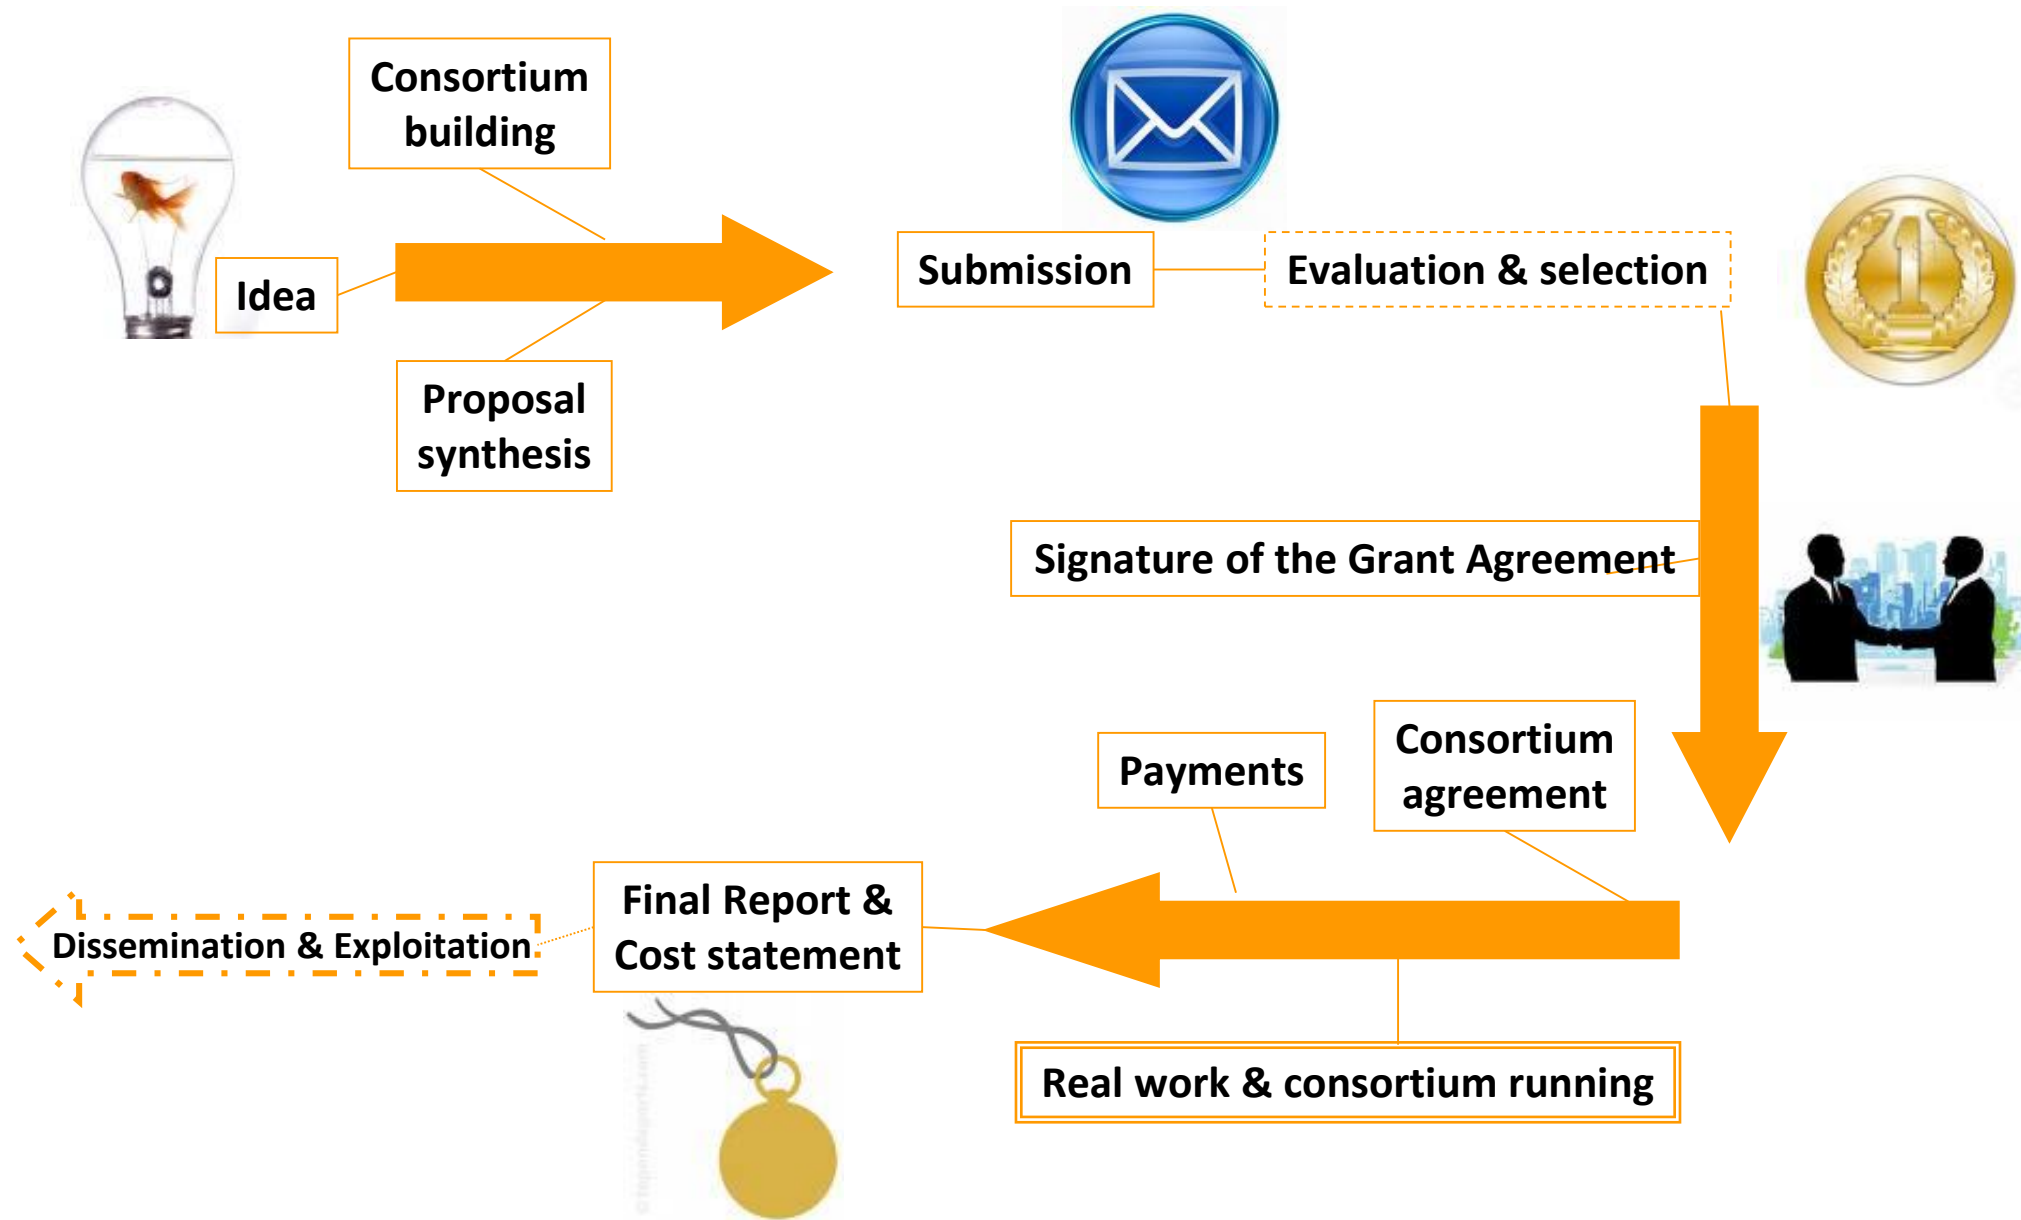 Consortium
building
Idea
Proposal
synthesis
Submission
Evaluation & selection
1
Signature of the Grant Agreement
Consortium
agreement
Payments
Real work & consortium running
Final Report &
Cost statement
Dissemination & Exploitation